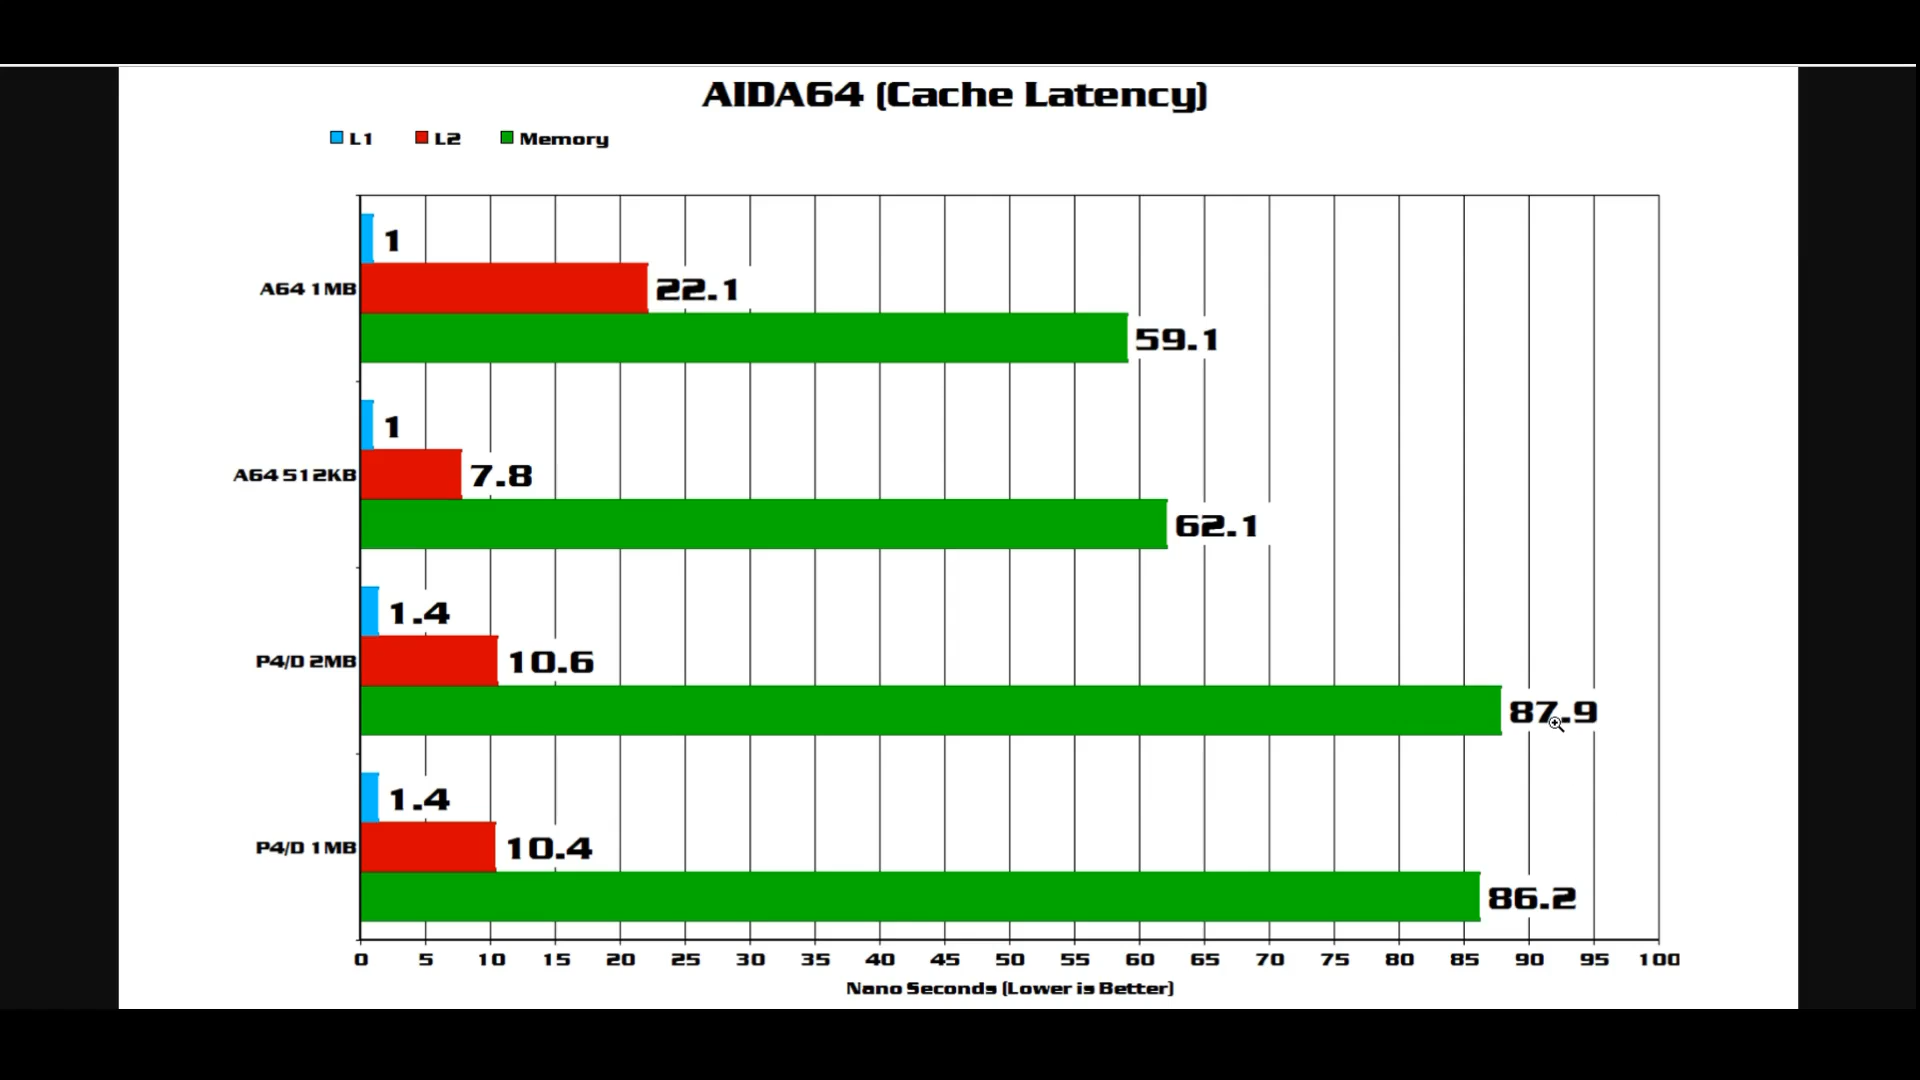 AIDA64 (Cache Latency)
L1 L2 Memory
1
A64 1MB 22.1
59.1
1
A64 512KB 7.8
62.1
1.4
P4/D 2MB 10.6
87.9
1.4
P4/D 1MB 10.4
86.2
0 5 10 15 20 25 30 35 40 45 50 55 60 65 70 75 80 85 90 95 100
Nano Seconds (Lower is Better)